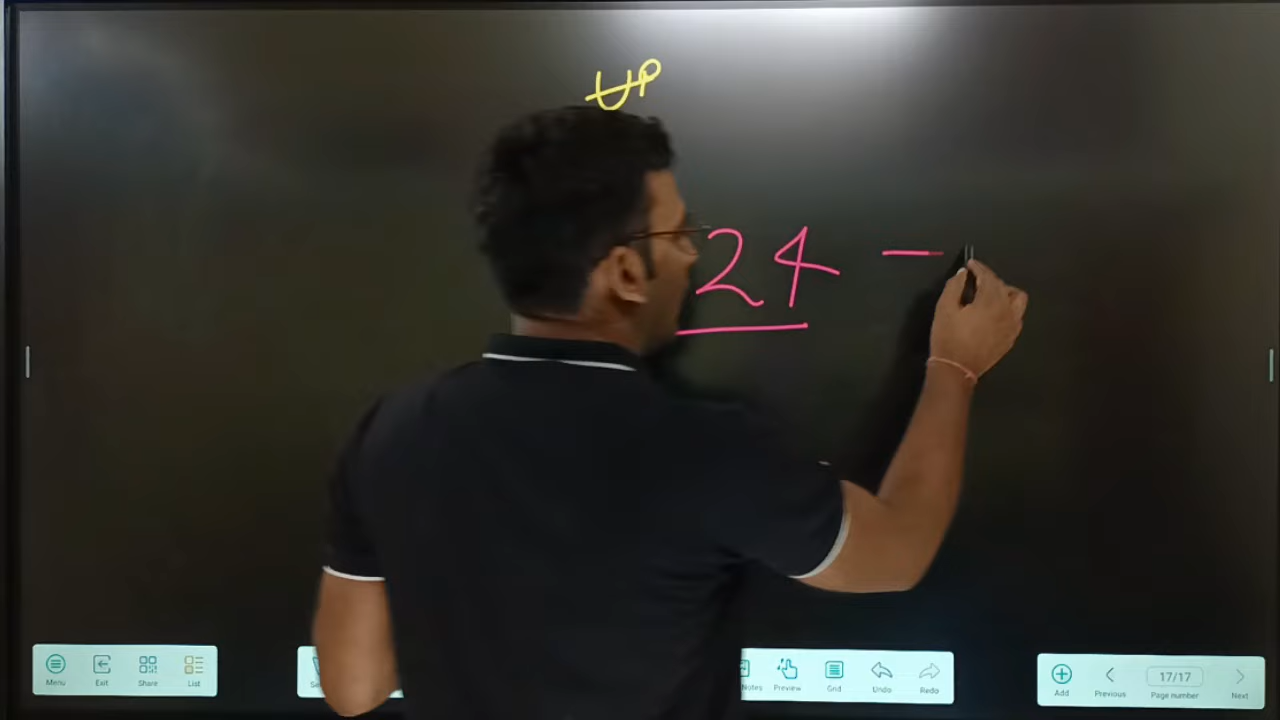 UP
24 —
Menu Exit Share List Notes Preview Grid Undo Redo Add Previous 17/17 Page number Next